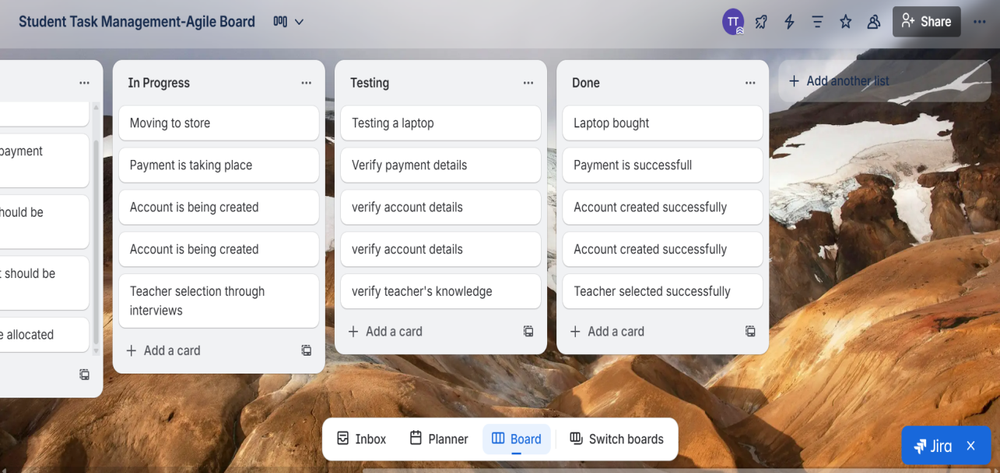 Student Task Management-Agile Board
TT
Share
payment
hould be
should be
e allocated
In Progress
Moving to store
Payment is taking place
Account is being created
Account is being created
Teacher selection through
interviews
Add a card
Testing
Testing a laptop
Verify payment details
verify account details
verify account details
verify teacher's knowledge
Add a card
Done
Laptop bought
Payment is successfull
Account created successfully
Account created successfully
Teacher selected successfully
Add a card
Add another list
Inbox
Planner
Board
Switch boards
Jira